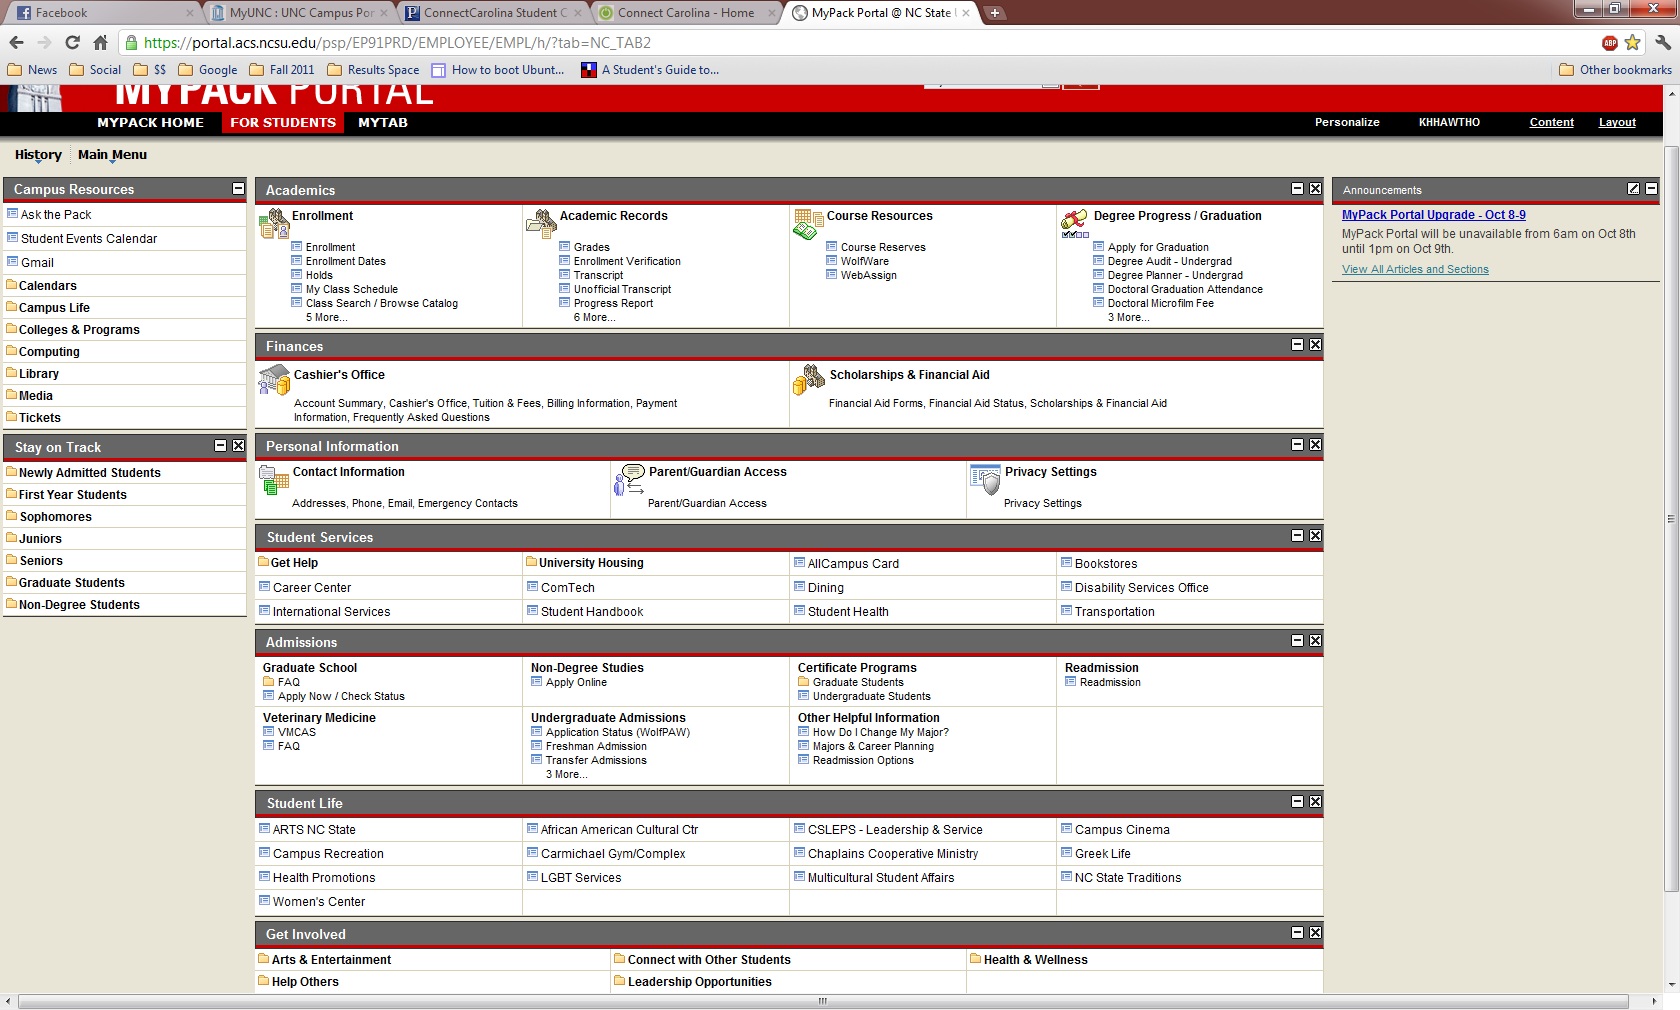 Facebook
MyUNC : UNC Campus Por
ConnectCarolina Student C
Connect Carolina - Home
MyPack Portal @ NC State
https://portal.acs.ncsu.edu/psp/EP91PRD/EMPLOYEE/EMPL/h/?tab=NC_TAB2
ABP
News
Social
$$
Google
Fall 2011
Results Space
How to boot Ubunt...
A Student's Guide to...
Other bookmarks
MYPACK PORTAL
MYPACK HOME
FOR STUDENTS
MYTAB
Personalize
KHHAWTHO
Content
Layout
History
Main Menu
Campus Resources
Ask the Pack
Student Events Calendar
Gmail
Calendars
Campus Life
Colleges & Programs
Computing
Library
Media
Tickets
Stay on Track
Newly Admitted Students
First Year Students
Sophomores
Juniors
Seniors
Graduate Students
Non-Degree Students
Academics
Enrollment
Enrollment
Enrollment Dates
Holds
My Class Schedule
Class Search / Browse Catalog
5 More...
Academic Records
Grades
Enrollment Verification
Transcript
Unofficial Transcript
Progress Report
6 More...
Course Resources
Course Reserves
WolfWare
WebAssign
Degree Progress / Graduation
Apply for Graduation
Degree Audit - Undergrad
Degree Planner - Undergrad
Doctoral Graduation Attendance
Doctoral Microfilm Fee
3 More...
Finances
Cashier's Office
Account Summary, Cashier's Office, Tuition & Fees, Billing Information, Payment
Information, Frequently Asked Questions
Scholarships & Financial Aid
Financial Aid Forms, Financial Aid Status, Scholarships & Financial Aid
Personal Information
Contact Information
Addresses, Phone, Email, Emergency Contacts
Parent/Guardian Access
Parent/Guardian Access
Privacy Settings
Privacy Settings
Student Services
Get Help
University Housing
AllCampus Card
Bookstores
Career Center
ComTech
Dining
Disability Services Office
International Services
Student Handbook
Student Health
Transportation
Admissions
Graduate School
FAQ
Apply Now / Check Status
Non-Degree Studies
Apply Online
Certificate Programs
Graduate Students
Undergraduate Students
Readmission
Readmission
Veterinary Medicine
VMCAS
FAQ
Undergraduate Admissions
Application Status (WolfPAW)
Freshman Admission
Transfer Admissions
3 More...
Other Helpful Information
How Do I Change My Major?
Majors & Career Planning
Readmission Options
Student Life
ARTS NC State
African American Cultural Ctr
CSLEPS - Leadership & Service
Campus Cinema
Campus Recreation
Carmichael Gym/Complex
Chaplains Cooperative Ministry
Greek Life
Health Promotions
LGBT Services
Multicultural Student Affairs
NC State Traditions
Women's Center
Get Involved
Arts & Entertainment
Connect with Other Students
Health & Wellness
Help Others
Leadership Opportunities
Announcements
MyPack Portal Upgrade - Oct 8-9
MyPack Portal will be unavailable from 6am on Oct 8th
until 1pm on Oct 9th.
View All Articles and Sections